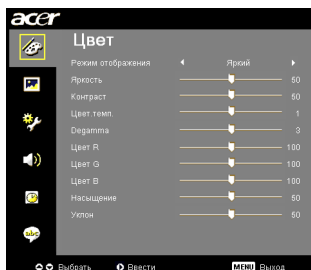 acer
Цвет
Режим отображения Яркий
Яркость 50
Контраст 50
Цвет.темп. 1
Degamma 3
Цвет R 100
Цвет G 100
Цвет B 100
Насыщение 50
Уклон 50
abc
Выбрать Ввести MENU Выход